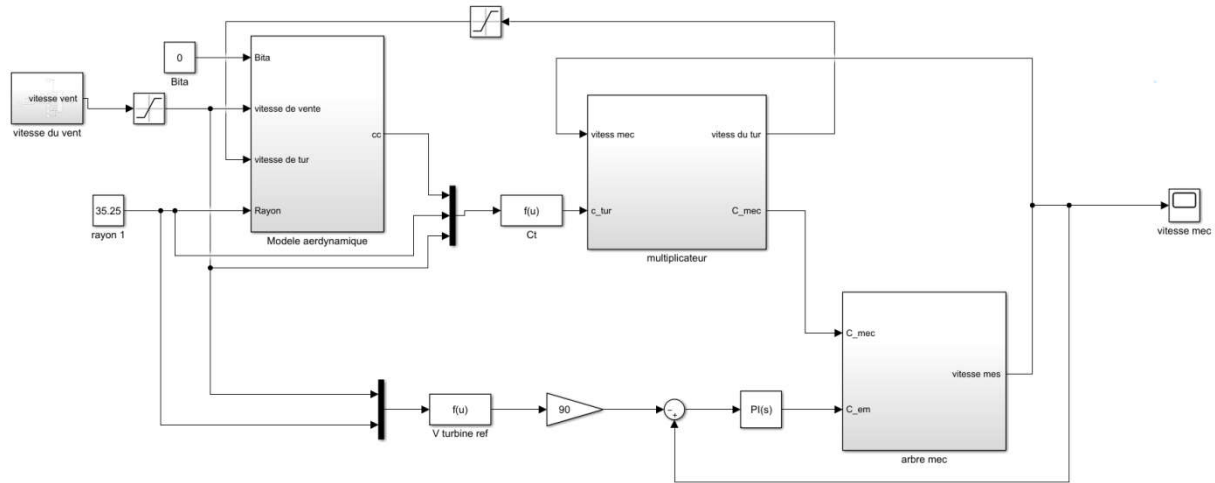 Bita
0
Bita
vitesse vent
vitesse du vent
vitesse de vente
vitesse de tur
cc
Rayon
Modele aerdynamique
35.25
rayon 1
f(u)
Ct
vitess mec
vitess du tur
c_tur
C_mec
multiplicateur
vitesse mec
C_mec
vitesse mes
C_em
arbre mec
f(u)
V turbine ref
90
PI(s)